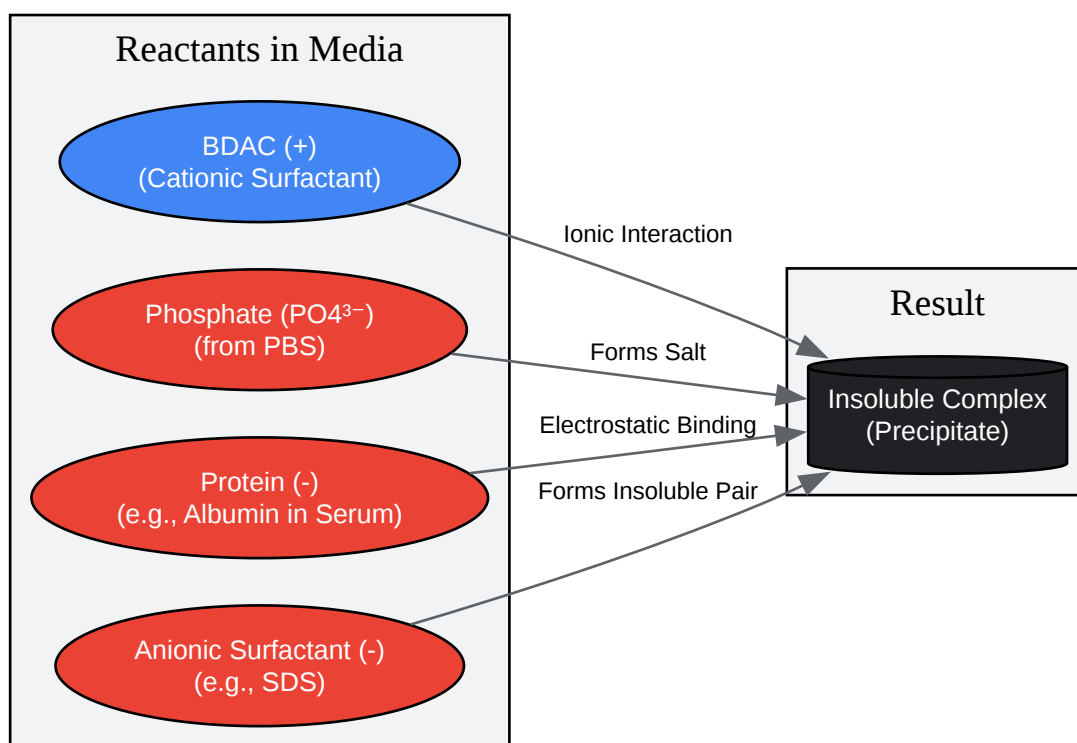 Reactants in Media
BDAC (+)
(Cationic Surfactant)
Phosphate (PO4³⁻)
(from PBS)
Protein (-)
(e.g., Albumin in Serum)
Anionic Surfactant (-)
(e.g., SDS)
Ionic Interaction
Forms Salt
Electrostatic Binding
Forms Insoluble Pair
Result
Insoluble Complex
(Precipitate)